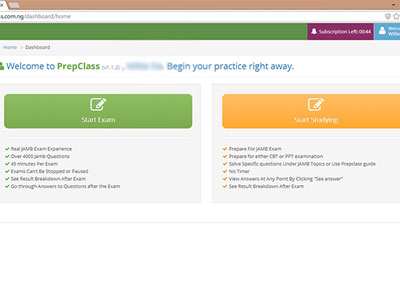 ss.com.ng/dashboard/home
Subscription Left: 00:44
Welcome
Home › Dashboard
Welcome to PrepClass (v1.1.2) , Begin your practice right away.
Start Exam
Real JAMB Exam Experience
Over 4000 Jamb Questions
45 minutes Per Exam
Exams Can't Be Stopped or Paused
See Result Breakdown After Exam
Go through Answers to Questions after the Exam
Start Studying
Prepare For JAMB Exam
Prepare for either CBT or PPT examination
Solve Specific questions Under JAMB Topics or Use Prepclass guide
No Timer
View Answers At Any Point By Clicking "See answer"
See Result Breakdown After Exam